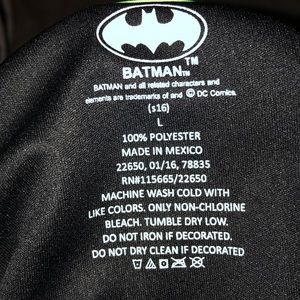 BATMAN™
BATMAN and all related characters and
elements are trademarks of and © DC Comics.
(s16)
L
100% POLYESTER
MADE IN MEXICO
22650, 01/16, 78835
RN#115665/22650
MACHINE WASH COLD WITH
LIKE COLORS. ONLY NON-CHLORINE
BLEACH. TUMBLE DRY LOW.
DO NOT IRON IF DECORATED.
DO NOT DRY CLEAN IF DECORATED.